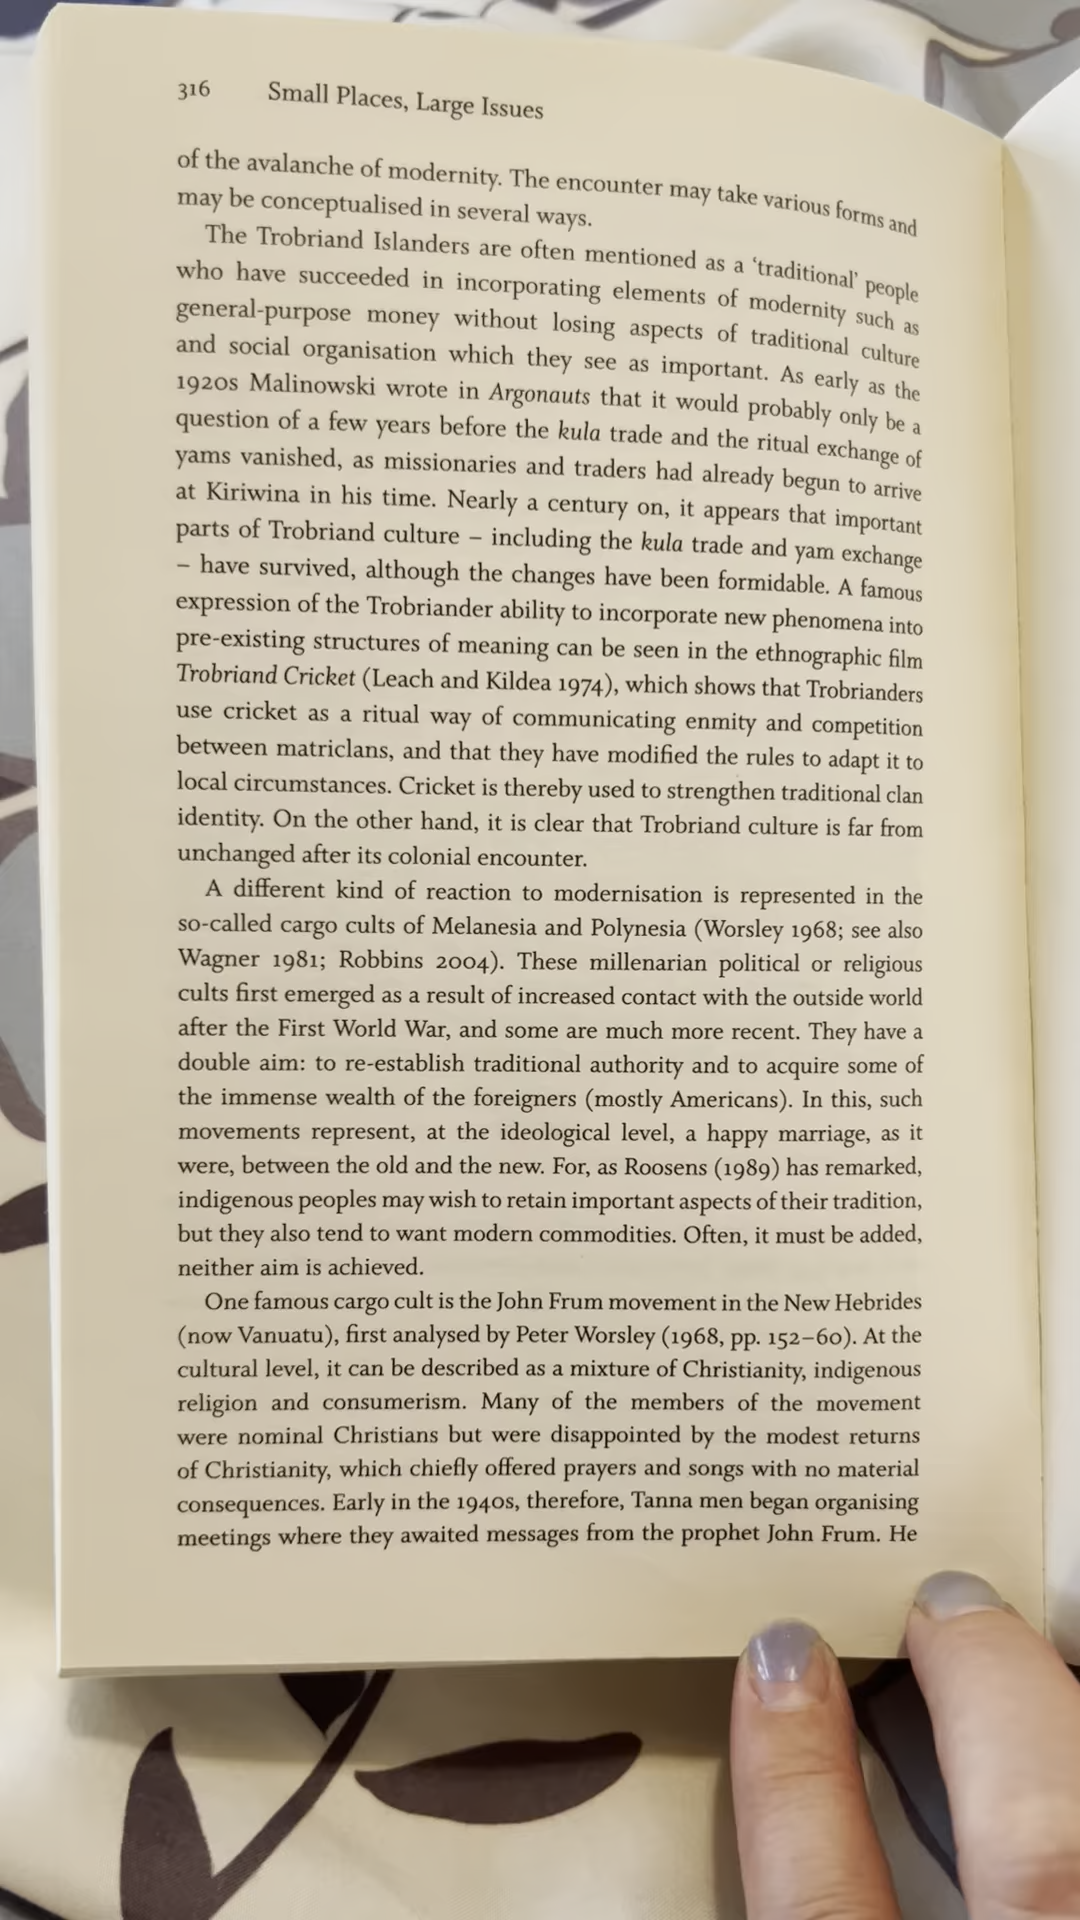 316 Small Places, Large Issues
of the avalanche of modernity. The encounter may take various forms and
may be conceptualised in several ways.
The Trobriand Islanders are often mentioned as a ‘traditional’ people
who have succeeded in incorporating elements of modernity such as
general-purpose money without losing aspects of traditional culture
and social organisation which they see as important. As early as the
1920s Malinowski wrote in Argonauts that it would probably only be a
question of a few years before the kula trade and the ritual exchange of
yams vanished, as missionaries and traders had already begun to arrive
at Kiriwina in his time. Nearly a century on, it appears that important
parts of Trobriand culture – including the kula trade and yam exchange
– have survived, although the changes have been formidable. A famous
expression of the Trobriander ability to incorporate new phenomena into
pre-existing structures of meaning can be seen in the ethnographic film
Trobriand Cricket (Leach and Kildea 1974), which shows that Trobrianders
use cricket as a ritual way of communicating enmity and competition
between matriclans, and that they have modified the rules to adapt it to
local circumstances. Cricket is thereby used to strengthen traditional clan
identity. On the other hand, it is clear that Trobriand culture is far from
unchanged after its colonial encounter.
A different kind of reaction to modernisation is represented in the
so-called cargo cults of Melanesia and Polynesia (Worsley 1968; see also
Wagner 1981; Robbins 2004). These millenarian political or religious
cults first emerged as a result of increased contact with the outside world
after the First World War, and some are much more recent. They have a
double aim: to re-establish traditional authority and to acquire some of
the immense wealth of the foreigners (mostly Americans). In this, such
movements represent, at the ideological level, a happy marriage, as it
were, between the old and the new. For, as Roosens (1989) has remarked,
indigenous peoples may wish to retain important aspects of their tradition,
but they also tend to want modern commodities. Often, it must be added,
neither aim is achieved.
One famous cargo cult is the John Frum movement in the New Hebrides
(now Vanuatu), first analysed by Peter Worsley (1968, pp. 152–60). At the
cultural level, it can be described as a mixture of Christianity, indigenous
religion and consumerism. Many of the members of the movement
were nominal Christians but were disappointed by the modest returns
of Christianity, which chiefly offered prayers and songs with no material
consequences. Early in the 1940s, therefore, Tanna men began organising
meetings where they awaited messages from the prophet John Frum. He